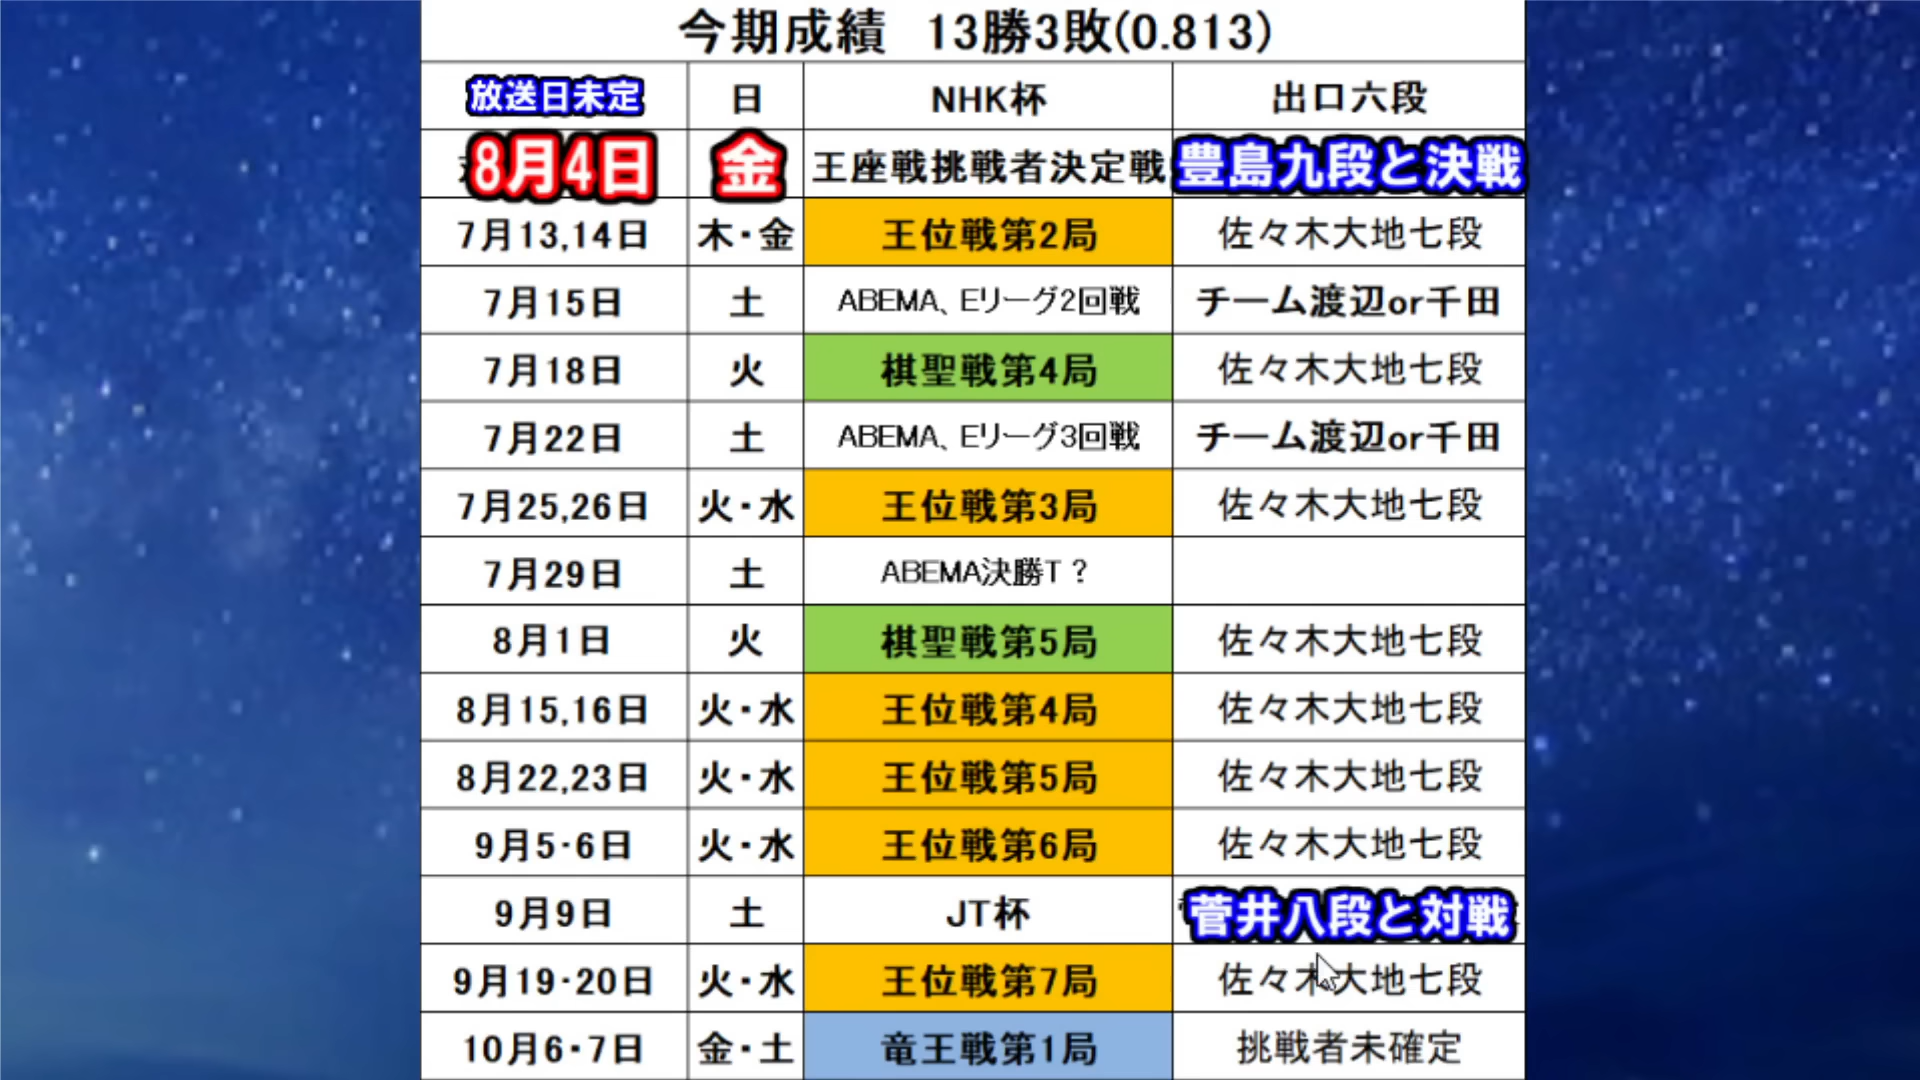 今期成績 13勝3敗(0.813)
放送日未定 日 NHK杯 出口六段
8月4日 金 王座戦挑戦者決定戦 豊島九段と決戦
7月13,14日 木・金 王位戦第2局 佐々木大地七段
7月15日 土 ABEMA、Eリーグ2回戦 チーム渡辺or千田
7月18日 火 棋聖戦第4局 佐々木大地七段
7月22日 土 ABEMA、Eリーグ3回戦 チーム渡辺or千田
7月25,26日 火・水 王位戦第3局 佐々木大地七段
7月29日 土 ABEMA決勝T？
8月1日 火 棋聖戦第5局 佐々木大地七段
8月15,16日 火・水 王位戦第4局 佐々木大地七段
8月22,23日 火・水 王位戦第5局 佐々木大地七段
9月5・6日 火・水 王位戦第6局 佐々木大地七段
9月9日 土 JT杯 菅井八段と対戦
9月19・20日 火・水 王位戦第7局 佐々木大地七段
10月6・7日 金・土 竜王戦第1局 挑戦者未確定